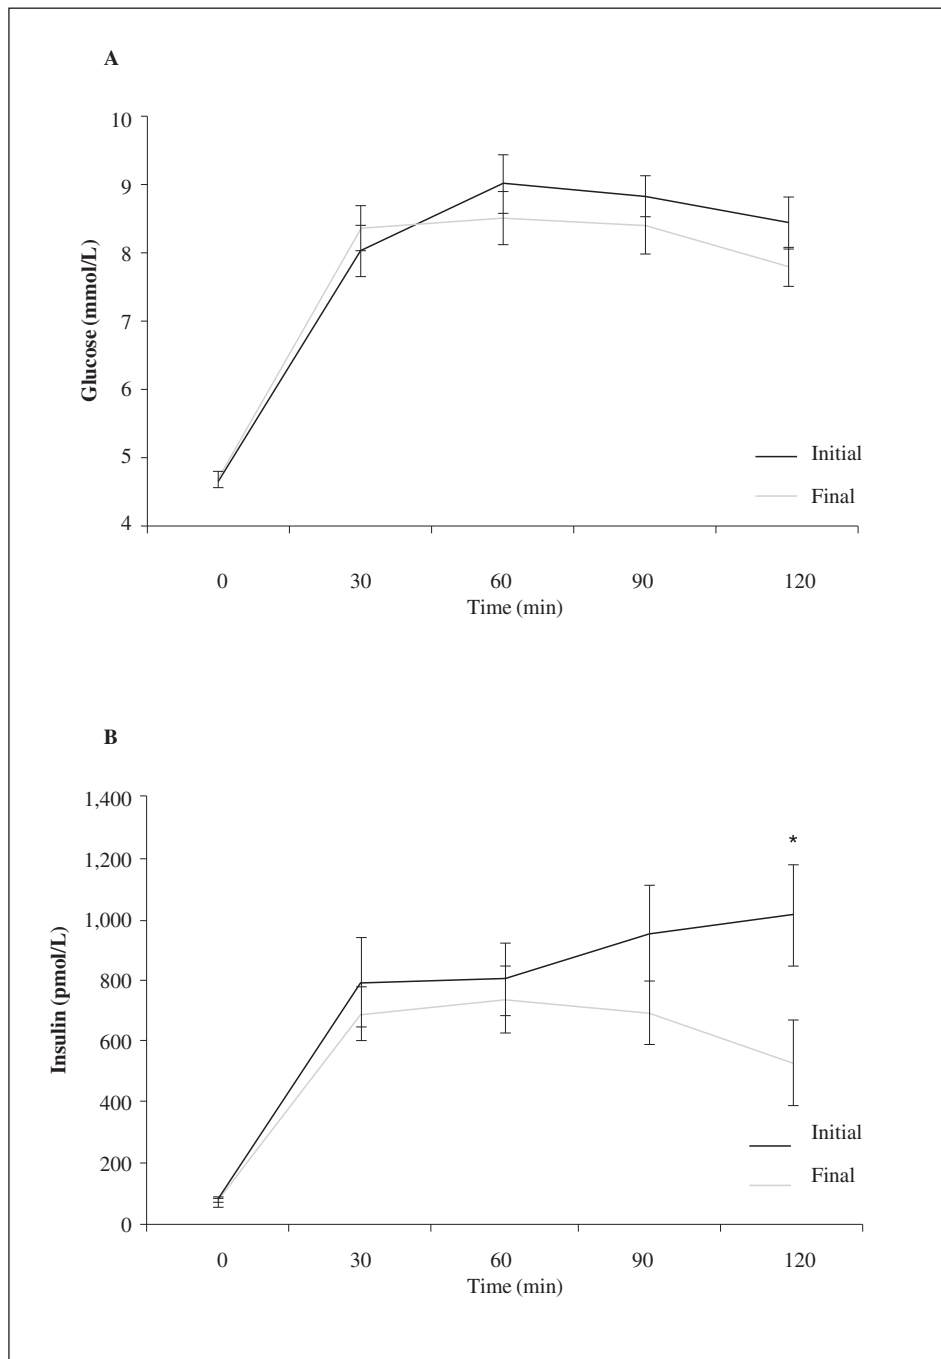 A
10
9
8
7
6
5
4
Glucose (mmol/L)
Initial
Final
0 30 60 90 120
Time (min)
B
1,400
1,200
1,000
800
600
400
200
0
Insulin (pmol/L)
*
Initial
Final
0 30 60 90 120
Time (min)